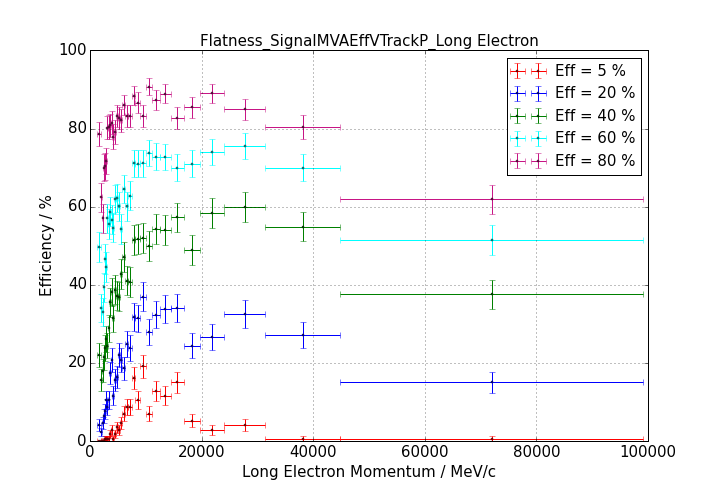 Flatness_SignalMVAEffVTrackP_Long Electron
100
80
60
40
20
0
Efficiency / %
Eff = 5 %
Eff = 20 %
Eff = 40 %
Eff = 60 %
Eff = 80 %
0 20000 40000 60000 80000 100000
Long Electron Momentum / MeV/c